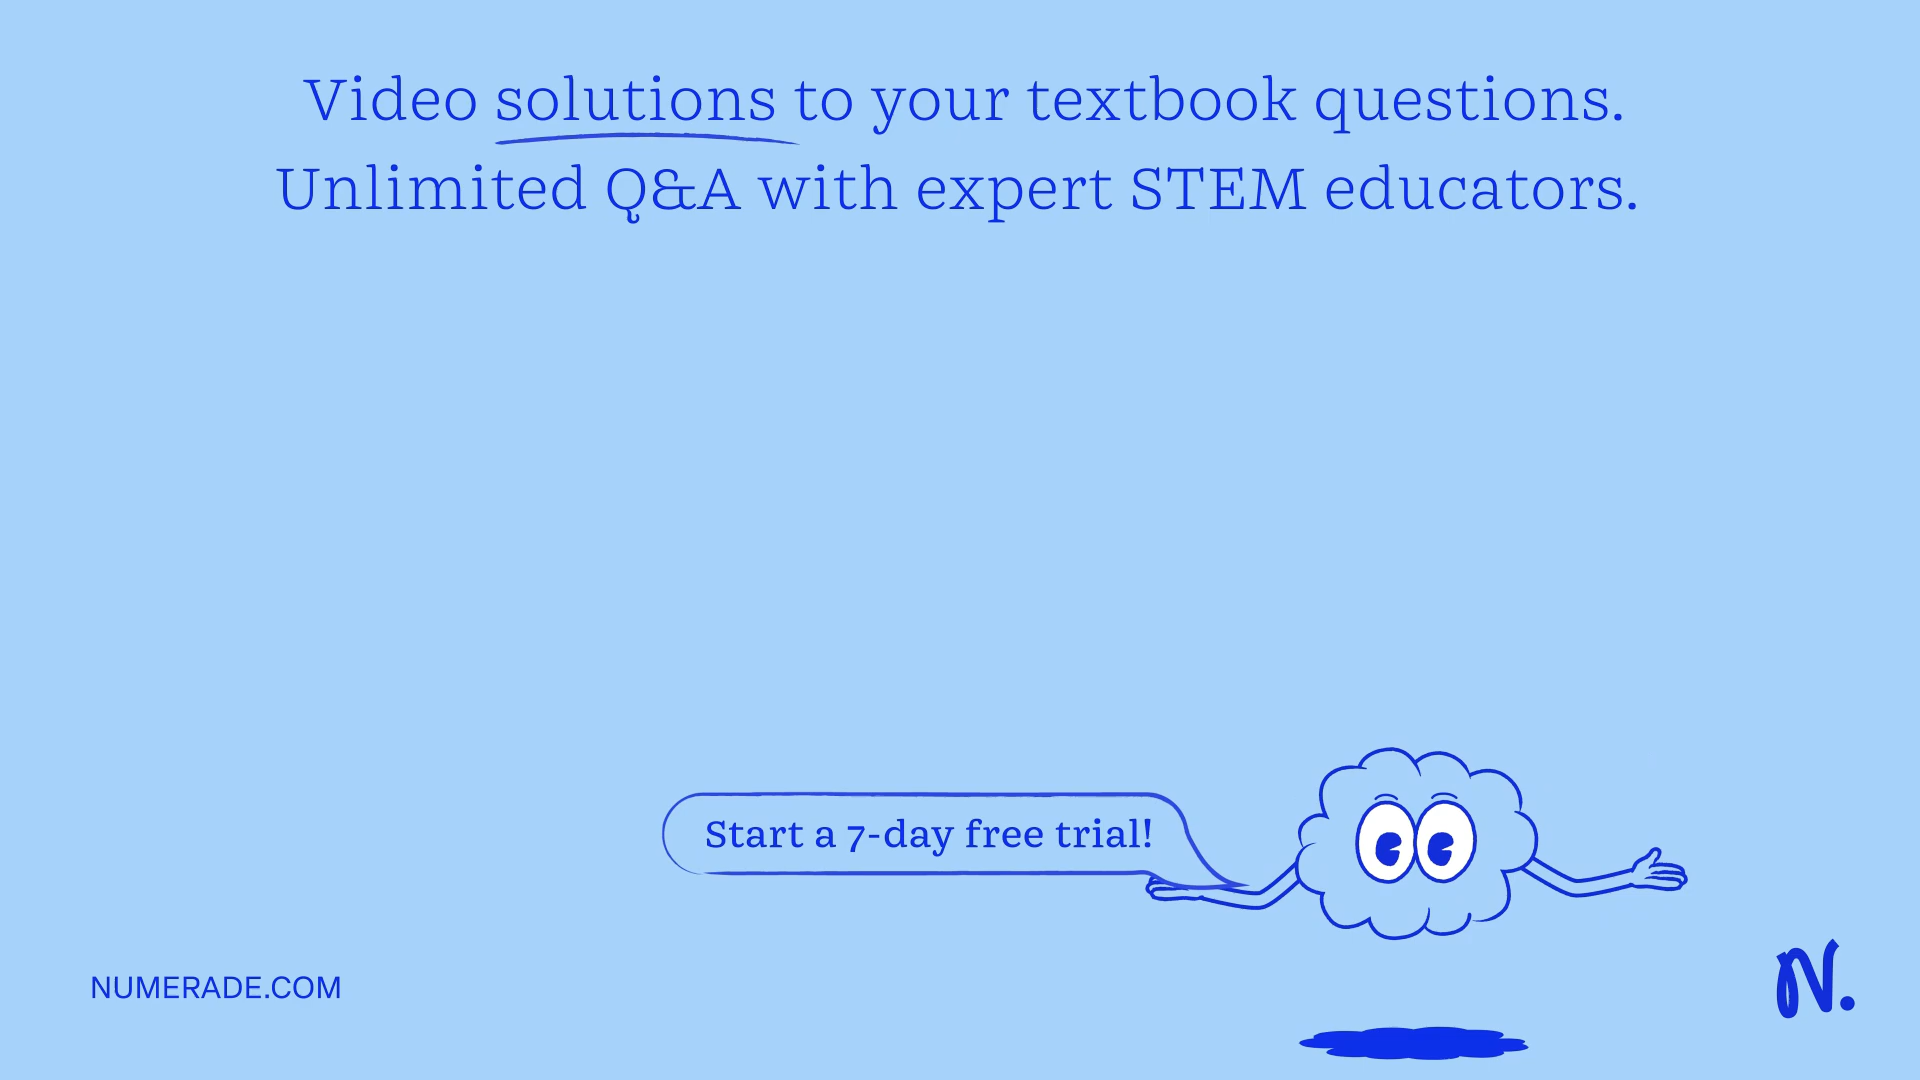 Video solutions to your textbook questions.
Unlimited Q&A with expert STEM educators.
Start a 7-day free trial!
NUMERADE.COM
N.